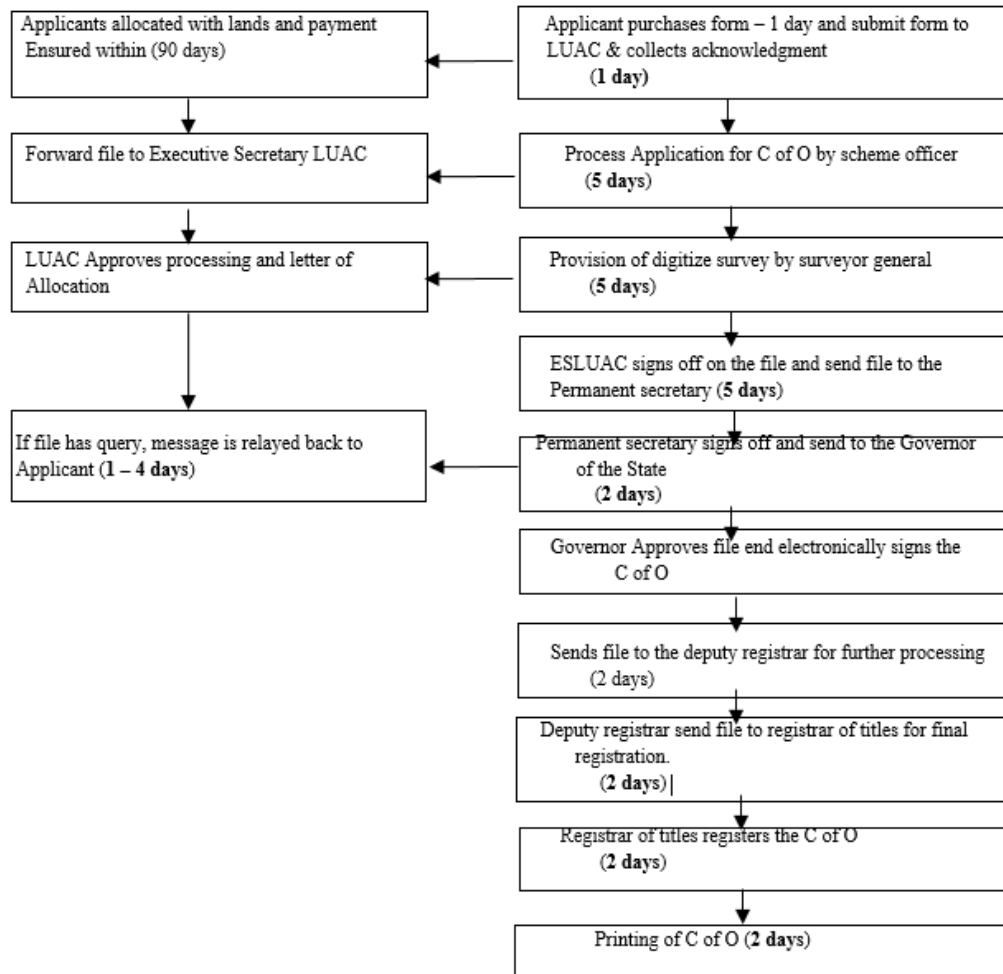 Applicants allocated with lands and payment
Ensured within (90 days)
Applicant purchases form – 1 day and submit form to
LUAC & collects acknowledgment
(1 day)
Forward file to Executive Secretary LUAC
Process Application for C of O by scheme officer
(5 days)
LUAC Approves processing and letter of
Allocation
Provision of digitize survey by surveyor general
(5 days)
ESLUAC signs off on the file and send file to the
Permanent secretary (5 days)
If file has query, message is relayed back to
Applicant (1 – 4 days)
Permanent secretary signs off and send to the Governor
of the State
(2 days)
Governor Approves file end electronically signs the
C of O
Sends file to the deputy registrar for further processing
(2 days)
Deputy registrar send file to registrar of titles for final
registration.
(2 days)
Registrar of titles registers the C of O
(2 days)
Printing of C of O (2 days)